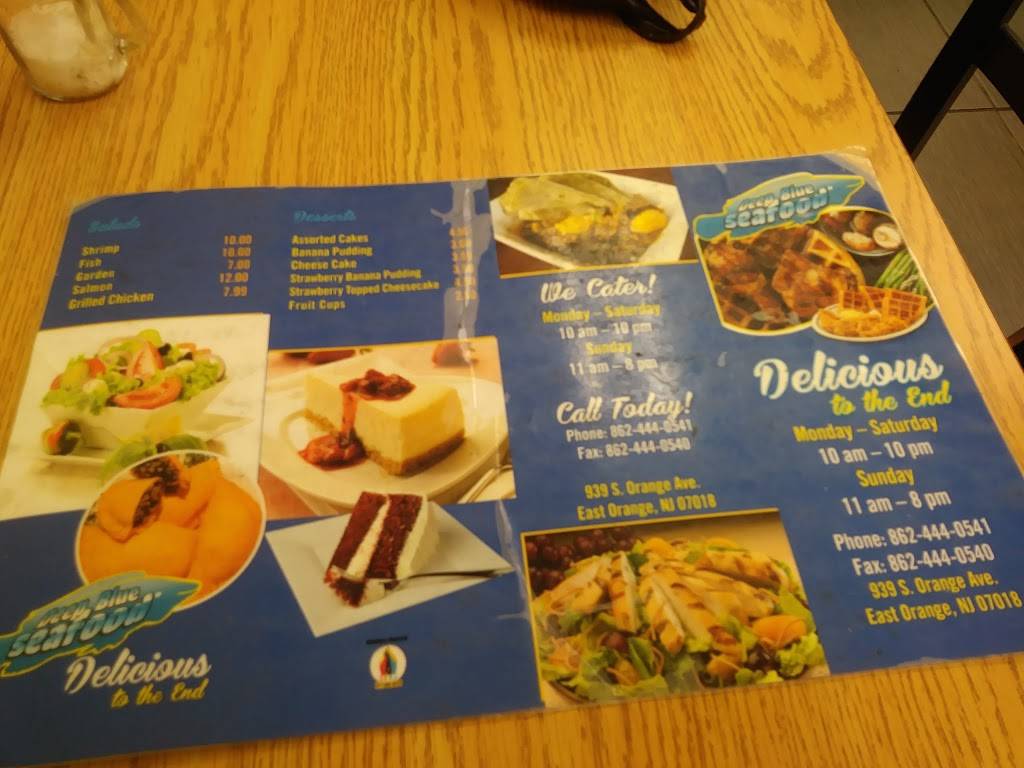 Salads
Shrimp 10.00
Fish 10.00
Garden 7.00
Salmon 12.00
Grilled Chicken 7.99
Desserts
Assorted Cakes
Banana Pudding
Cheese Cake
Strawberry Banana Pudding
Strawberry Topped Cheesecake
Fruit Cups
Deep Blue
Seafood
Delicious
to the End
We Cater!
Monday – Saturday
10 am – 10 pm
Sunday
11 am – 8 pm
Call Today!
Phone: 862-444-0541
Fax: 862-444-0540
939 S. Orange Ave.
East Orange, NJ 07018
Deep Blue
Seafood
Delicious
to the End
Monday – Saturday
10 am – 10 pm
Sunday
11 am – 8 pm
Phone: 862-444-0541
Fax: 862-444-0540
939 S. Orange Ave.
East Orange, NJ 07018